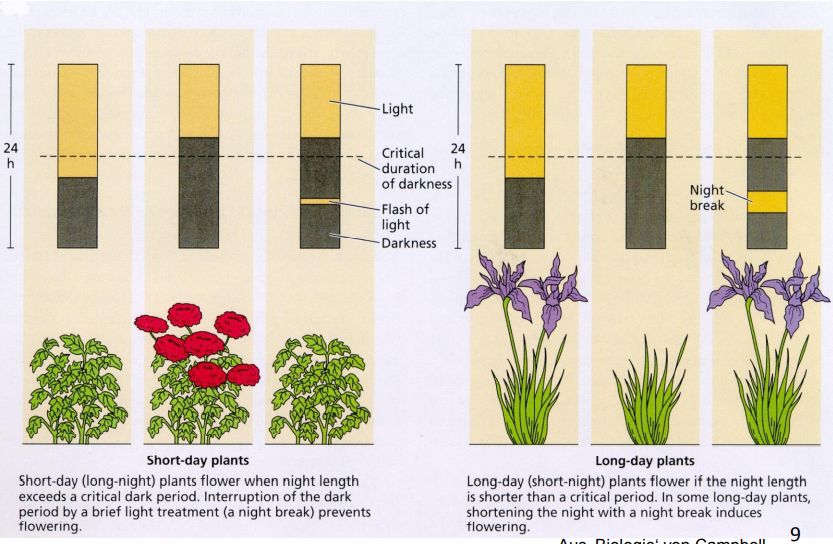 24
h
Light
Critical
duration
of darkness
Flash of
light
Darkness
24
h
Night
break
Short-day plants
Short-day (long-night) plants flower when night length
exceeds a critical dark period. Interruption of the dark
period by a brief light treatment (a night break) prevents
flowering.
Long-day plants
Long-day (short-night) plants flower if the night length
is shorter than a critical period. In some long-day plants,
shortening the night with a night break induces
flowering.
Aus ‚Biologie‘ von Campbell
9